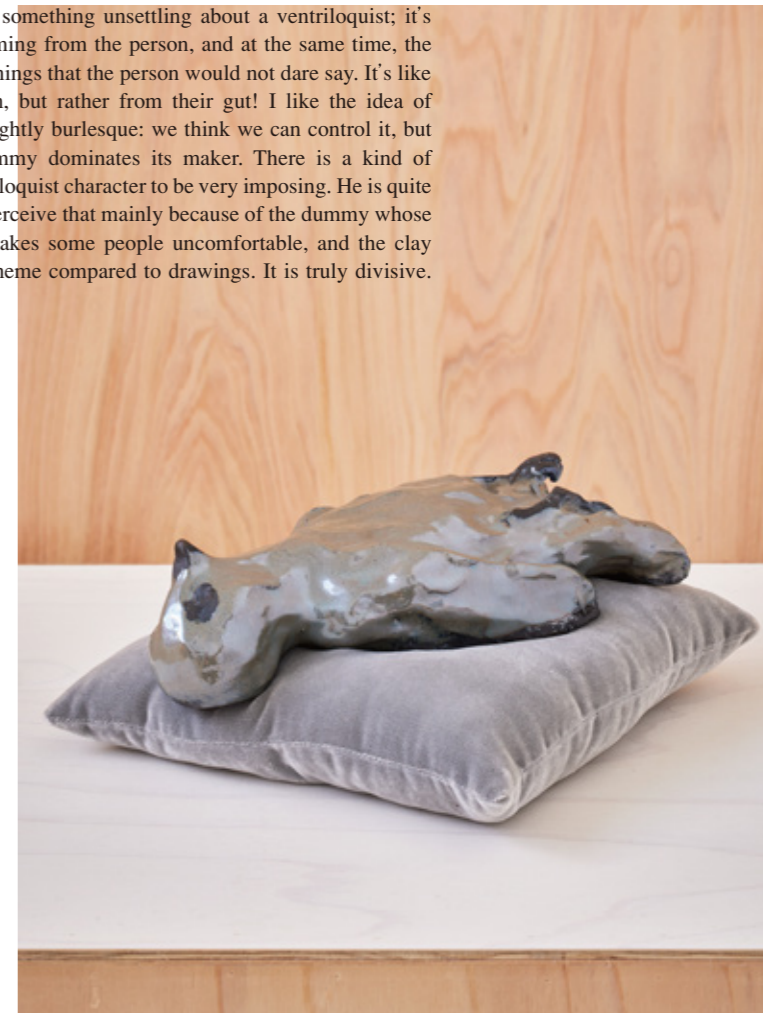 something unsettling about a ventriloquist; it's
ing from the person, and at the same time, the
ings that the person would not dare say. It's like
, but rather from their gut! I like the idea of
ghtly burlesque: we think we can control it, but
mmy dominates its maker. There is a kind of
loquist character to be very imposing. He is quite
erceive that mainly because of the dummy whose
akes some people uncomfortable, and the clay
eme compared to drawings. It is truly divisive.